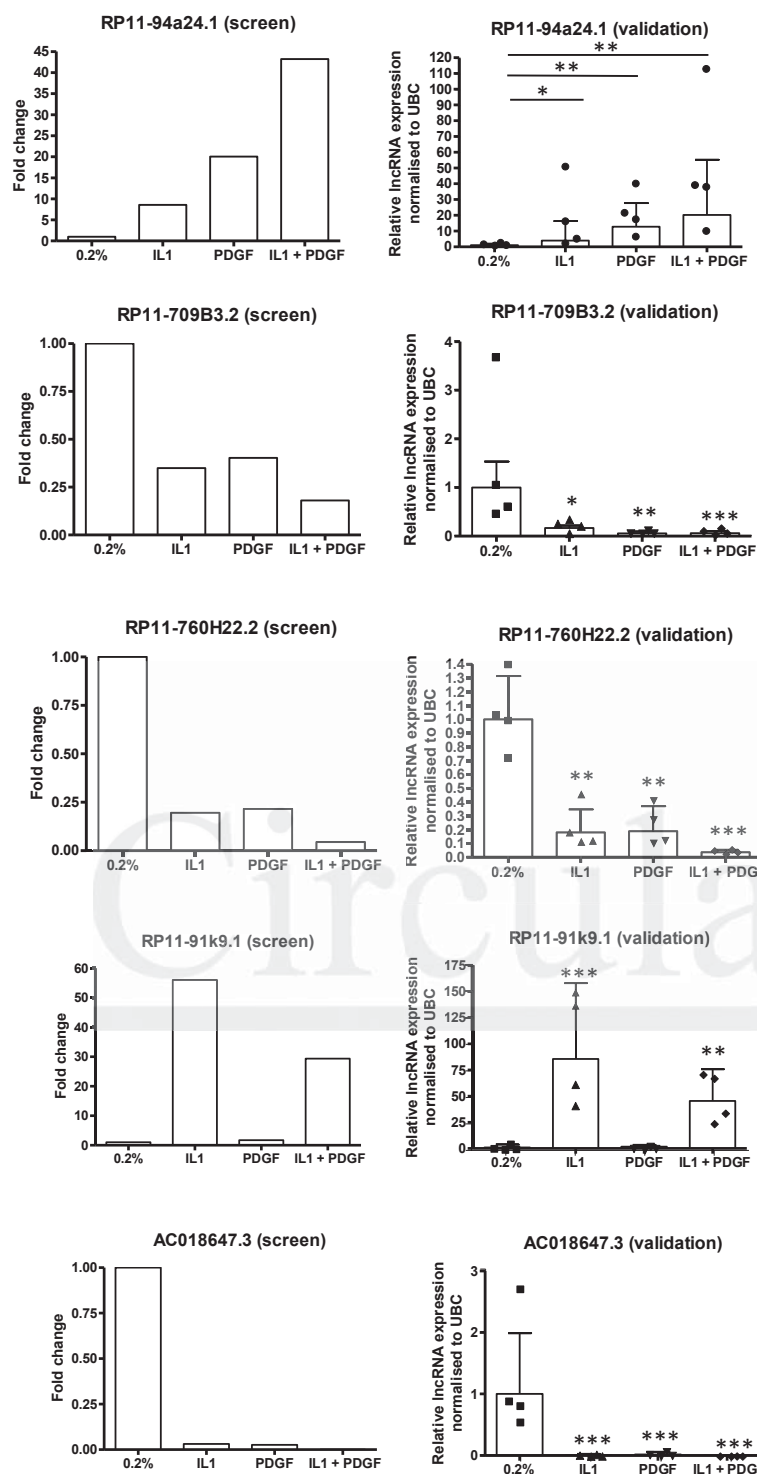 RP11-94a24.1 (screen)
Fold change
45
40
35
30
25
20
15
10
5
0
0.2% IL1 PDGF IL1 + PDGF
RP11-94a24.1 (validation)
Relative lncRNA expression
normalised to UBC
120
110
100
90
80
70
60
50
40
30
20
10
0
**
**
*
0.2% IL1 PDGF IL1 + PDGF
RP11-709B3.2 (screen)
Fold change
1.00
0.75
0.50
0.25
0.00
0.2% IL1 PDGF IL1 + PDGF
RP11-709B3.2 (validation)
Relative lncRNA expression
normalised to UBC
4
3
2
1
0
* ** ***
0.2% IL1 PDGF IL1 + PDGF
RP11-760H22.2 (screen)
Fold change
1.00
0.75
0.50
0.25
0.00
0.2% IL1 PDGF IL1 + PDGF
RP11-760H22.2 (validation)
Relative lncRNA expression
normalised to UBC
1.4
1.3
1.2
1.1
1.0
0.9
0.8
0.7
0.6
0.5
0.4
0.3
0.2
0.1
0.0
** ** ***
0.2% IL1 PDGF IL1 + PDGF
Circula
RP11-91k9.1 (screen)
Fold change
60
50
40
30
20
10
0
0.2% IL1 PDGF IL1 + PDGF
RP11-91k9.1 (validation)
Relative lncRNA expression
normalised to UBC
175
150
125
100
75
50
25
0
*** **
0.2% IL1 PDGF IL1 + PDGF
AC018647.3 (screen)
Fold change
1.00
0.75
0.50
0.25
0.00
0.2% IL1 PDGF IL1 + PDGF
AC018647.3 (validation)
Relative lncRNA expression
normalised to UBC
3
2
1
0
*** *** ***
0.2% IL1 PDGF IL1 + PDGF